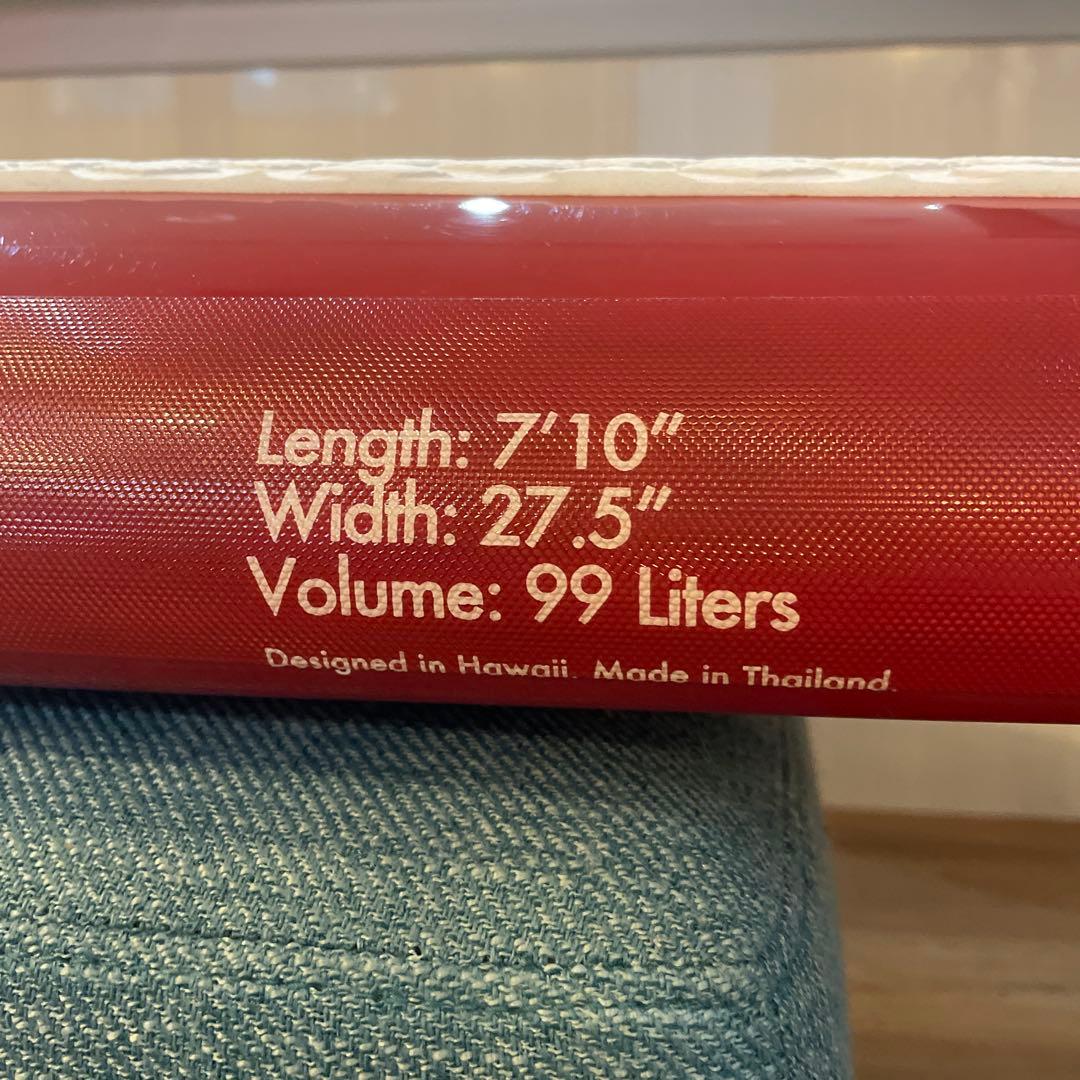 Length: 7'10"
Width: 27.5"
Volume: 99 Liters
Designed in Hawaii. Made in Thailand.